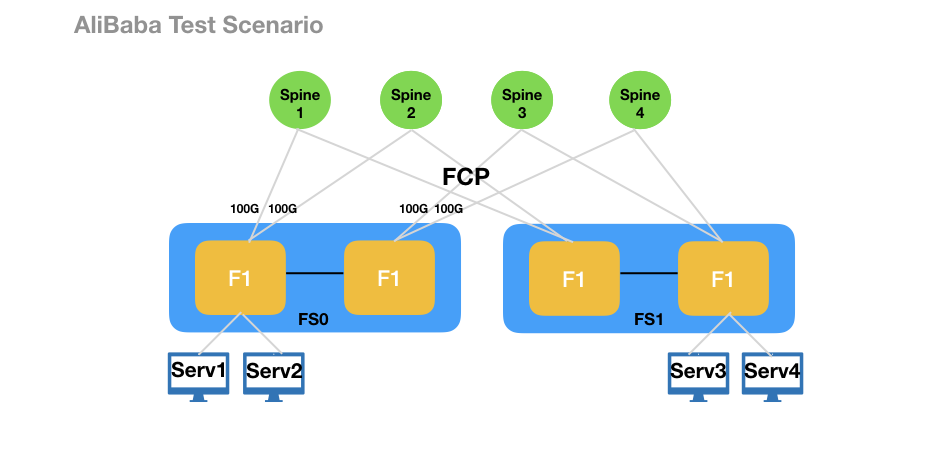 AliBaba Test Scenario
Spine
1
Spine
2
Spine
3
Spine
4
FCP
100G 100G
100G 100G
F1
F1
F1
F1
FS0
FS1
Serv1
Serv2
Serv3
Serv4